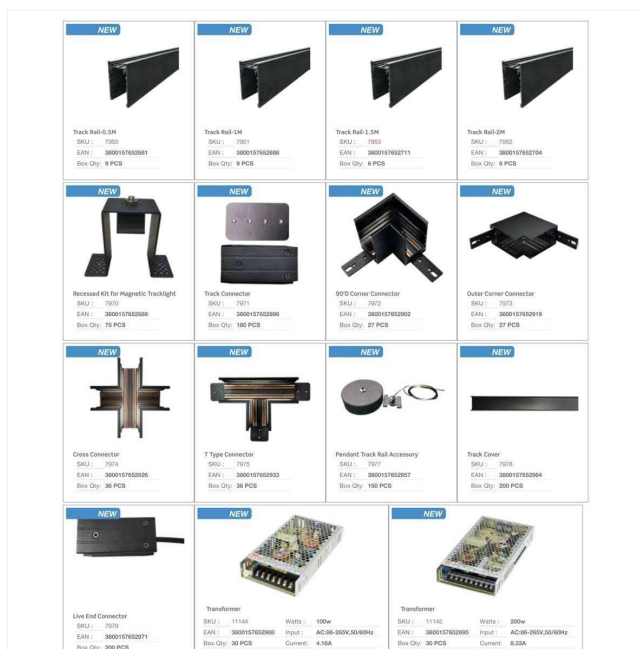 NEW
NEW
NEW
NEW
Track Rail-0.5M
SKU : 7950
EAN : 3800157652681
Box Qty: 9 PCS
Track Rail-1M
SKU : 7951
EAN : 3800157652698
Box Qty: 9 PCS
Track Rail-1.5M
SKU : 7953
EAN : 3800157652711
Box Qty: 6 PCS
Track Rail-2M
SKU : 7952
EAN : 3800157652704
Box Qty: 6 PCS
NEW
NEW
NEW
NEW
Recessed Kit for Magnetic Tracklight
SKU : 7970
EAN : 3800157652889
Box Qty: 75 PCS
Track Connector
SKU : 7971
EAN : 3800157652896
Box Qty: 180 PCS
90'D Corner Connector
SKU : 7972
EAN : 3800157652902
Box Qty: 27 PCS
Outer Corner Connector
SKU : 7973
EAN : 3800157652919
Box Qty: 27 PCS
NEW
NEW
NEW
NEW
Cross Connector
SKU : 7974
EAN : 3800157652926
Box Qty: 36 PCS
T Type Connector
SKU : 7975
EAN : 3800157652933
Box Qty: 36 PCS
Pendant Track Rail Accessory
SKU : 7977
EAN : 3800157652957
Box Qty: 150 PCS
Track Cover
SKU : 7978
EAN : 3800157652964
Box Qty: 200 PCS
NEW
NEW
NEW
Live End Connector
SKU : 7979
EAN : 3800157652971
Box Qty: 200 PCS
Transformer
SKU : 11144 Watts : 100w
EAN : 3800157652988 Input : AC:86-265V,50/60Hz
Box Qty: 30 PCS Current: 4.16A
Transformer
SKU : 11145 Watts : 200w
EAN : 3800157652995 Input : AC:86-265V,50/60Hz
Box Qty: 30 PCS Current: 8.33A